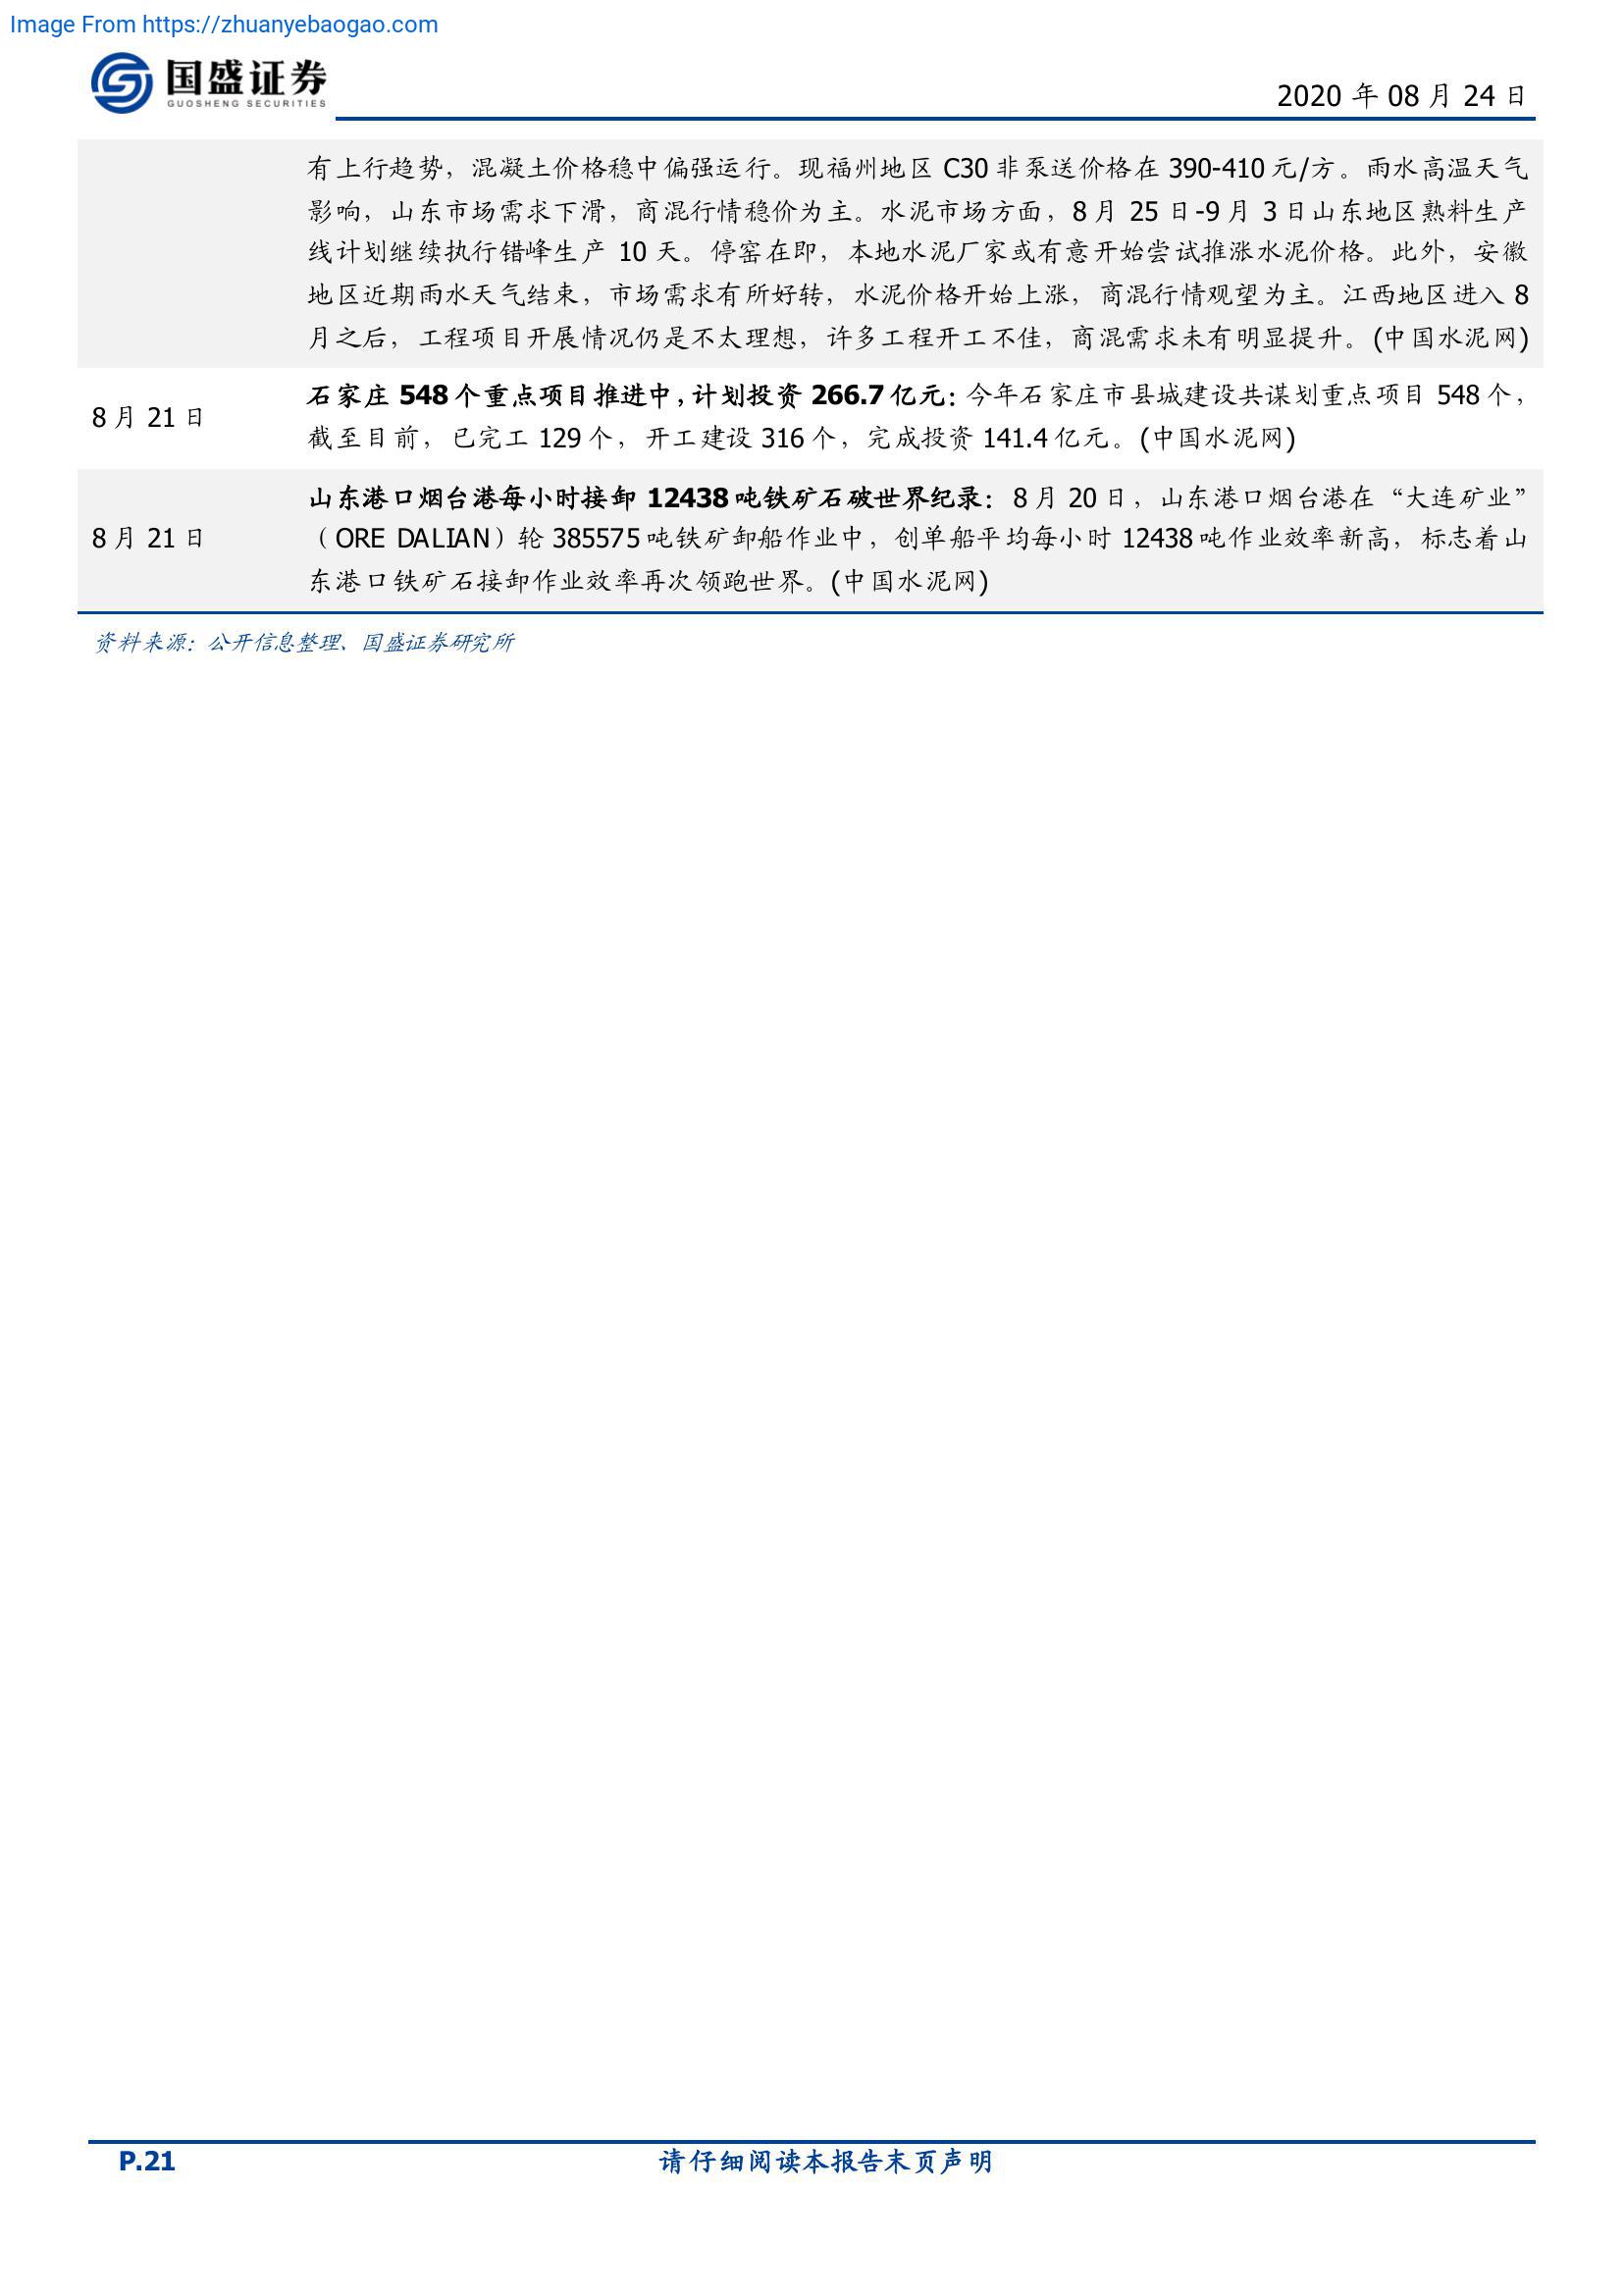 Image From https://zhuanyebaogao.com
国盛证券
GUOSHENG SECURITIES
2020 年 08 月 24 日
有上行趋势，混凝土价格稳中偏强运行。现福州地区 C30 非泵送价格在 390-410 元/方。雨水高温天气
影响，山东市场需求下滑，商混行情稳价为主。水泥市场方面，8 月 25 日-9 月 3 日山东地区熟料生产
线计划继续执行错峰生产 10 天。停窑在即，本地水泥厂家或有意开始尝试推涨水泥价格。此外，安徽
地区近期雨水天气结束，市场需求有所好转，水泥价格开始上涨，商混行情观望为主。江西地区进入 8
月之后，工程项目开展情况仍是不太理想，许多工程开工不佳，商混需求未有明显提升。(中国水泥网)
8 月 21 日
石家庄 548 个重点项目推进中，计划投资 266.7 亿元：今年石家庄市县城建设共谋划重点项目 548 个，
截至目前，已完工 129 个，开工建设 316 个，完成投资 141.4 亿元。(中国水泥网)
8 月 21 日
山东港口烟台港每小时接卸 12438 吨铁矿石破世界纪录：8 月 20 日，山东港口烟台港在“大连矿业”
（ORE DALIAN）轮 385575 吨铁矿卸船作业中，创单船平均每小时 12438 吨作业效率新高，标志着山
东港口铁矿石接卸作业效率再次领跑世界。(中国水泥网)
资料来源：公开信息整理、国盛证券研究所
P.21
请仔细阅读本报告末页声明